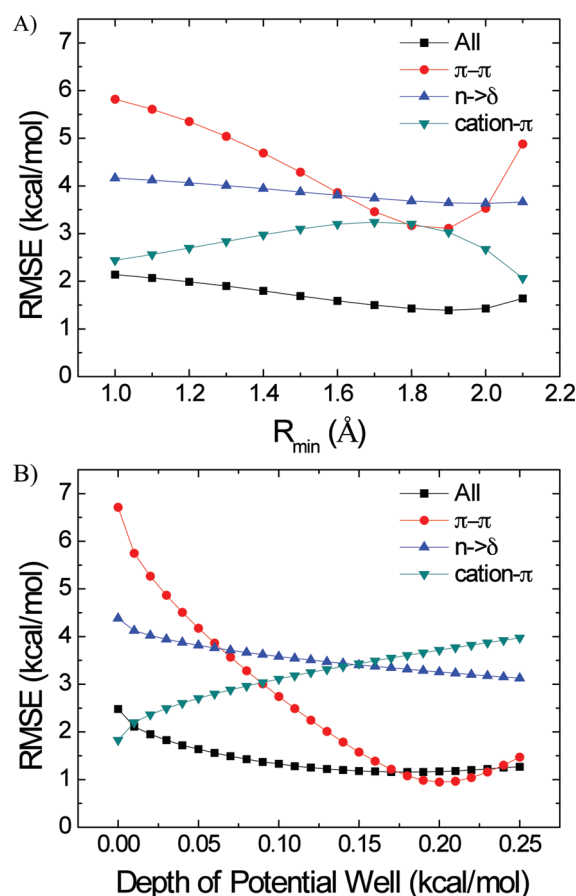 A)
All
π–π
n->δ
cation-π
7
6
5
4
3
2
1
0
RMSE (kcal/mol)
1.0 1.2 1.4 1.6 1.8 2.0 2.2
Rmin (Å)
B)
All
π–π
n->δ
cation-π
7
6
5
4
3
2
1
0
RMSE (kcal/mol)
0.00 0.05 0.10 0.15 0.20 0.25
Depth of Potential Well (kcal/mol)